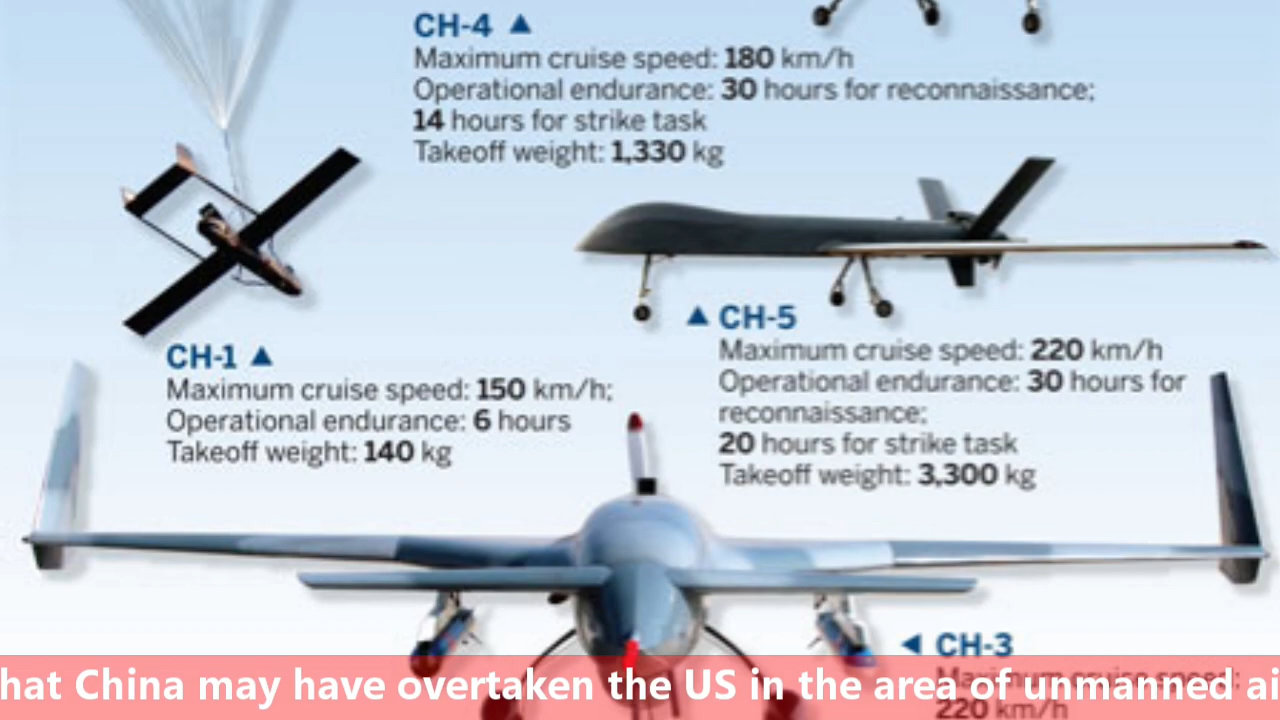 CH-4 ▲
Maximum cruise speed: 180 km/h
Operational endurance: 30 hours for reconnaissance;
14 hours for strike task
Takeoff weight: 1,330 kg
▲ CH-5
Maximum cruise speed: 220 km/h
Operational endurance: 30 hours for
reconnaissance;
20 hours for strike task
Takeoff weight: 3,300 kg
CH-1 ▲
Maximum cruise speed: 150 km/h;
Operational endurance: 6 hours
Takeoff weight: 140 kg
◀ CH-3
Maximum cruise speed:
220 km/h
hat China may have overtaken the US in the area of unmanned ai